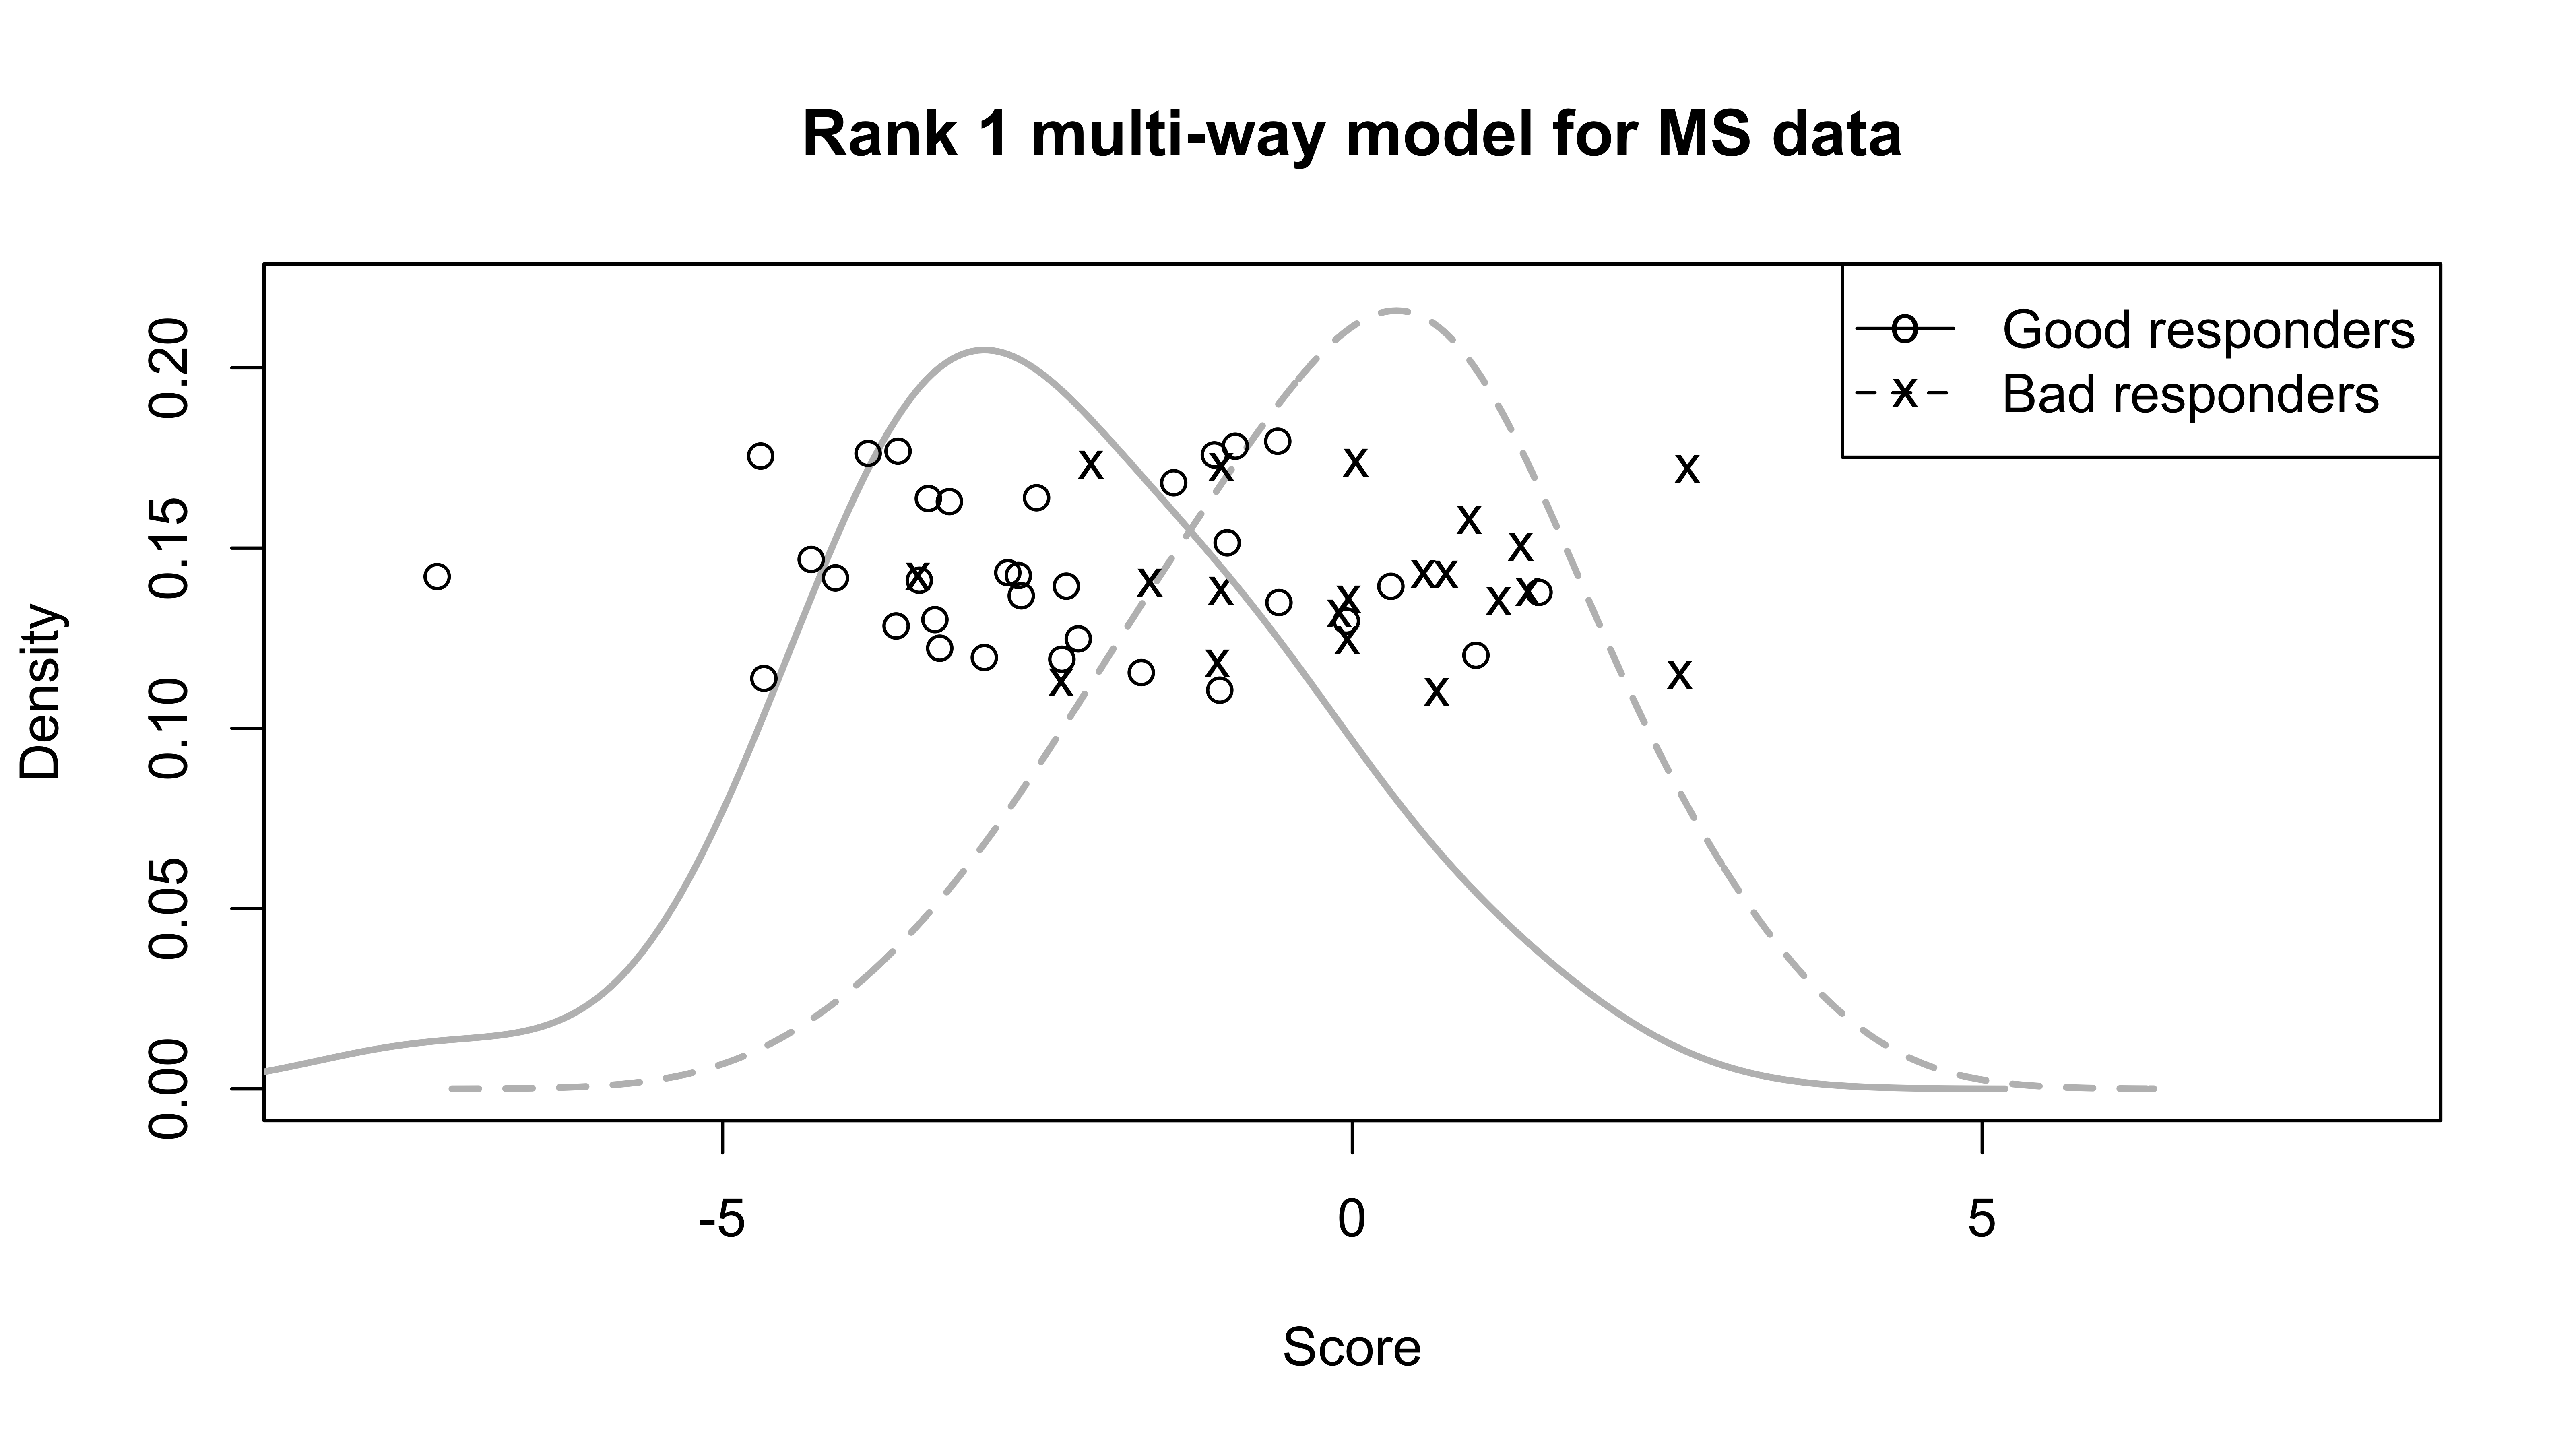 Rank 1 multi-way model for MS data
o Good responders
x Bad responders
Density
0.20
0.15
0.10
0.05
0.00
-5 0 5
Score